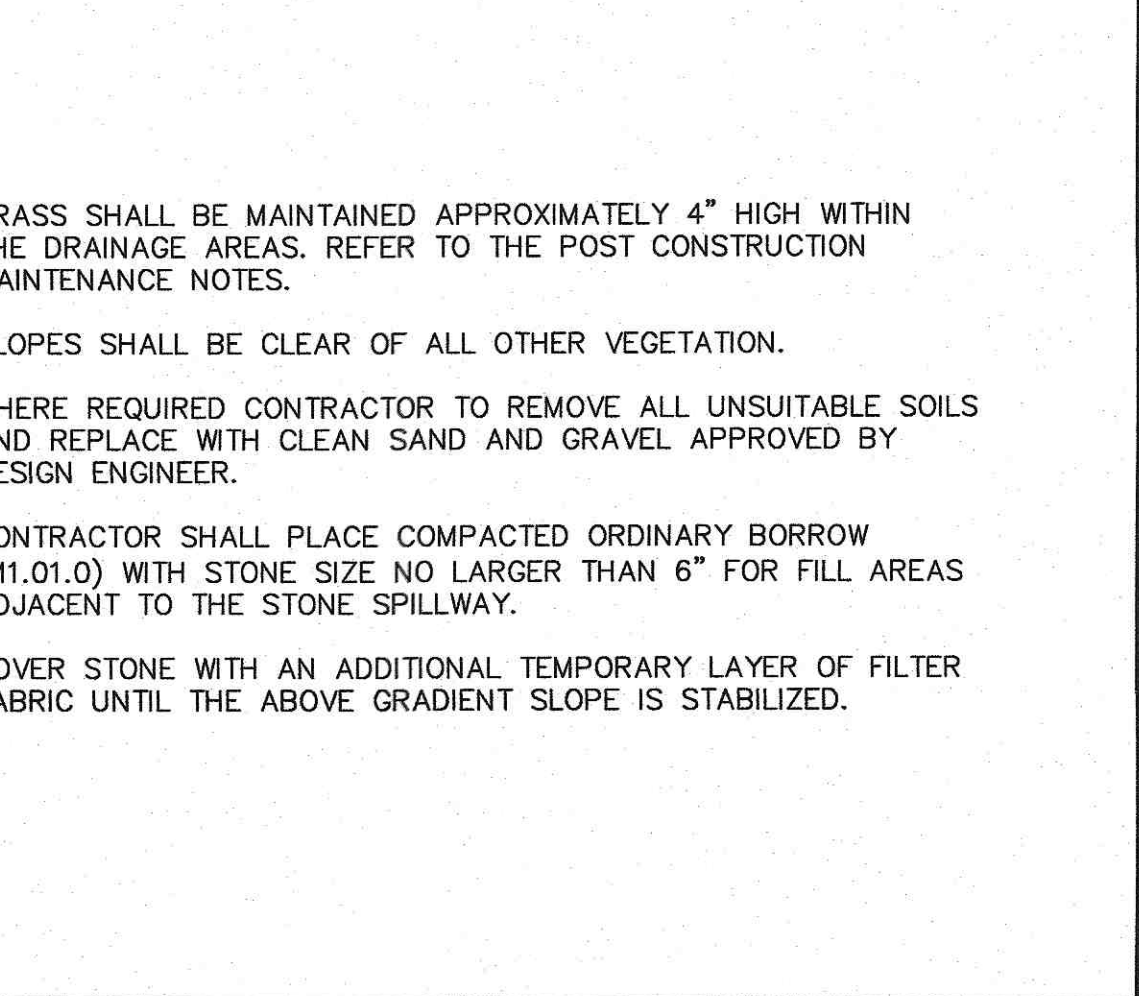 RASS SHALL BE MAINTAINED APPROXIMATELY 4" HIGH WITHIN
HE DRAINAGE AREAS. REFER TO THE POST CONSTRUCTION
AINTENANCE NOTES.
LOPES SHALL BE CLEAR OF ALL OTHER VEGETATION.
HERE REQUIRED CONTRACTOR TO REMOVE ALL UNSUITABLE SOILS
ND REPLACE WITH CLEAN SAND AND GRAVEL APPROVED BY
ESIGN ENGINEER.
ONTRACTOR SHALL PLACE COMPACTED ORDINARY BORROW
M1.01.0) WITH STONE SIZE NO LARGER THAN 6" FOR FILL AREAS
DJACENT TO THE STONE SPILLWAY.
OVER STONE WITH AN ADDITIONAL TEMPORARY LAYER OF FILTER
ABRIC UNTIL THE ABOVE GRADIENT SLOPE IS STABILIZED.